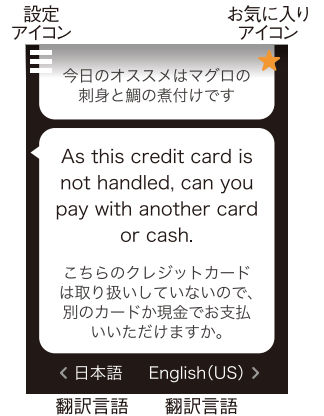 設定
アイコン
お気に入り
アイコン
今日のオススメはマグロの
刺身と鯛の煮付けです
As this credit card is
not handled, can you
pay with another card
or cash.
こちらのクレジットカード
は取り扱いしていないので、
別のカードか現金でお支払
いいただけますか。
日本語
English(US)
翻訳言語
翻訳言語